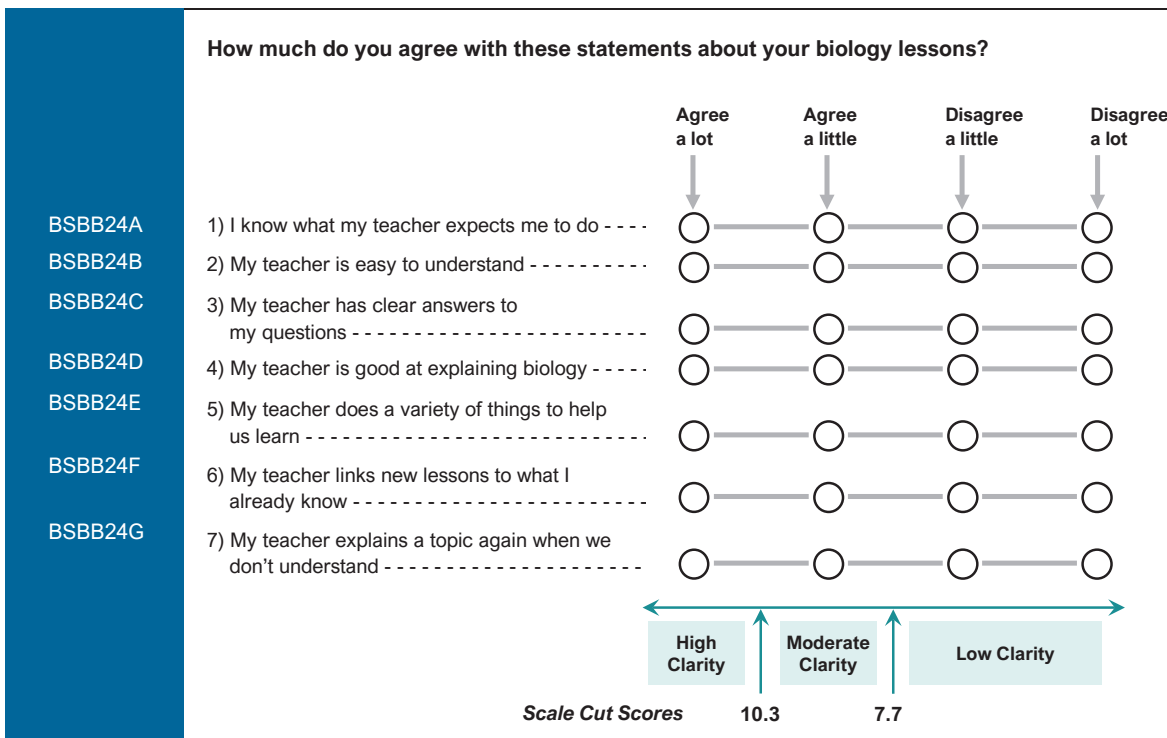 How much do you agree with these statements about your biology lessons?
Agree a lot
Agree a little
Disagree a little
Disagree a lot
BSBB24A
1) I know what my teacher expects me to do - - - -
BSBB24B
2) My teacher is easy to understand - - - - - - - - - -
BSBB24C
3) My teacher has clear answers to
my questions - - - - - - - - - - - - - - - - - - - - - - - -
BSBB24D
4) My teacher is good at explaining biology - - - - -
BSBB24E
5) My teacher does a variety of things to help
us learn - - - - - - - - - - - - - - - - - - - - - - - - - - - -
BSBB24F
6) My teacher links new lessons to what I
already know - - - - - - - - - - - - - - - - - - - - - - - -
BSBB24G
7) My teacher explains a topic again when we
don't understand - - - - - - - - - - - - - - - - - - - - -
High Clarity
Moderate Clarity
Low Clarity
Scale Cut Scores 10.3 7.7